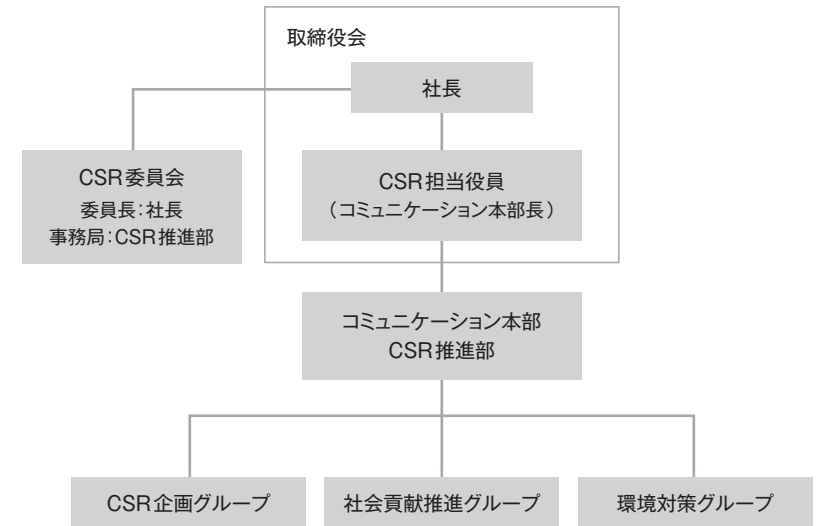 取締役会
社長
CSR委員会
委員長：社長
事務局：CSR推進部
CSR担当役員
（コミュニケーション本部長）
コミュニケーション本部
CSR推進部
CSR企画グループ
社会貢献推進グループ
環境対策グループ